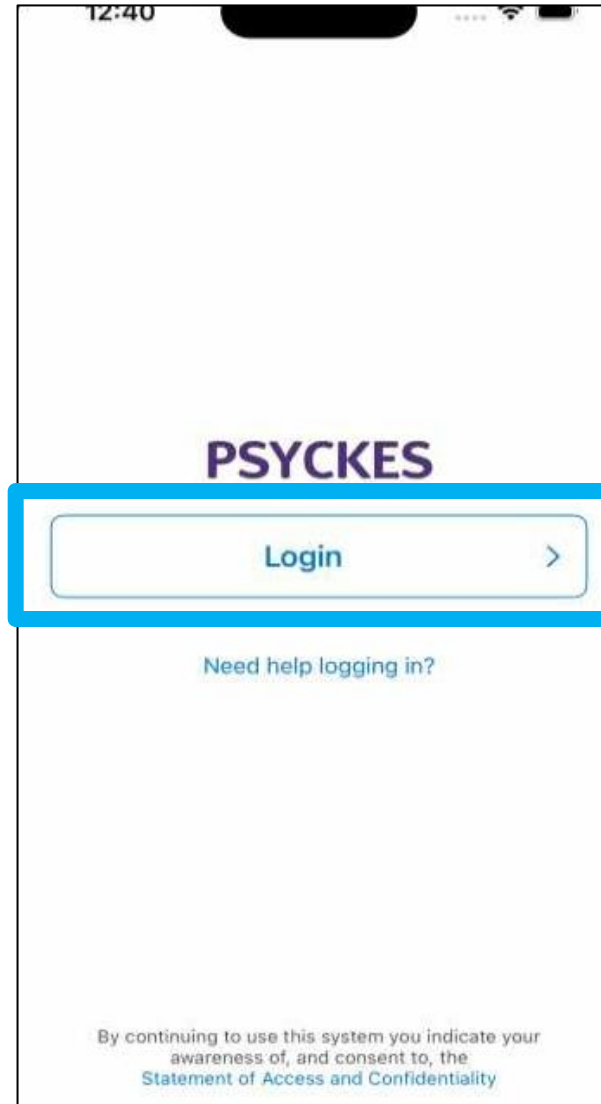 12:40
PSYCKES
Login
Need help logging in?
By continuing to use this system you indicate your
awareness of, and consent to, the
Statement of Access and Confidentiality